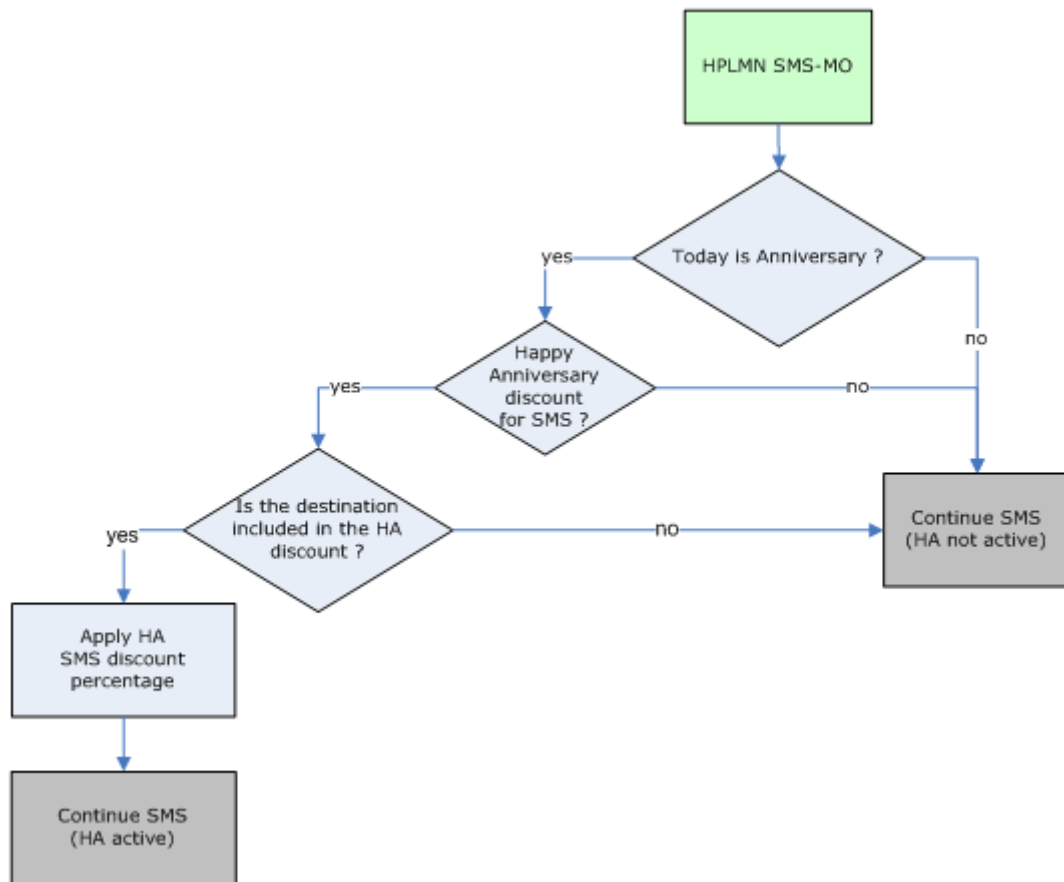 HPLMN SMS-MO
Today is Anniversary ?
yes
no
Happy
Anniversary
discount
for SMS ?
yes
no
Is the destination
included in the HA
discount ?
yes
no
Continue SMS
(HA not active)
Apply HA
SMS discount
percentage
Continue SMS
(HA active)